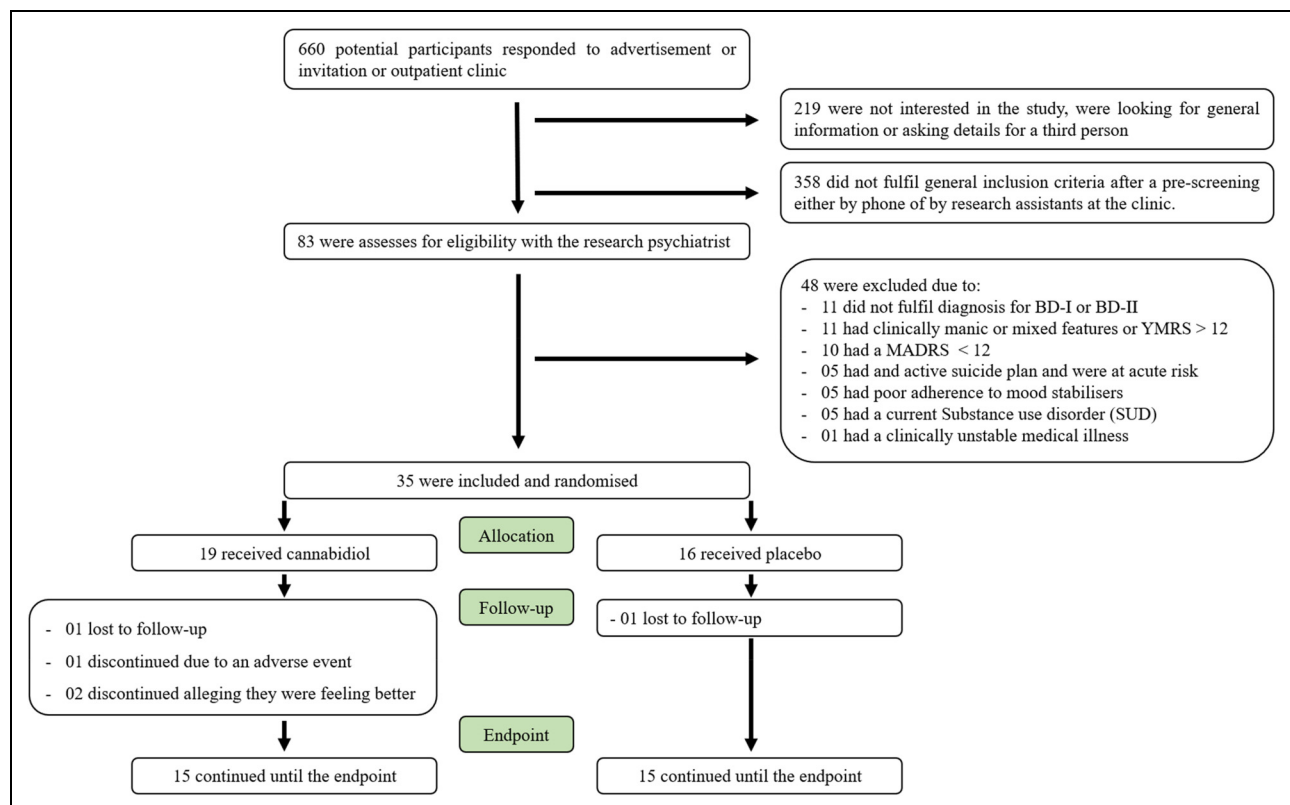 660 potential participants responded to advertisement or
invitation or outpatient clinic
219 were not interested in the study, were looking for general
information or asking details for a third person
358 did not fulfil general inclusion criteria after a pre-screening
either by phone of by research assistants at the clinic.
83 were assesses for eligibility with the research psychiatrist
48 were excluded due to:
- 11 did not fulfil diagnosis for BD-I or BD-II
- 11 had clinically manic or mixed features or YMRS > 12
- 10 had a MADRS < 12
- 05 had and active suicide plan and were at acute risk
- 05 had poor adherence to mood stabilisers
- 05 had a current Substance use disorder (SUD)
- 01 had a clinically unstable medical illness
35 were included and randomised
Allocation
19 received cannabidiol
16 received placebo
Follow-up
- 01 lost to follow-up
- 01 discontinued due to an adverse event
- 02 discontinued alleging they were feeling better
- 01 lost to follow-up
Endpoint
15 continued until the endpoint
15 continued until the endpoint